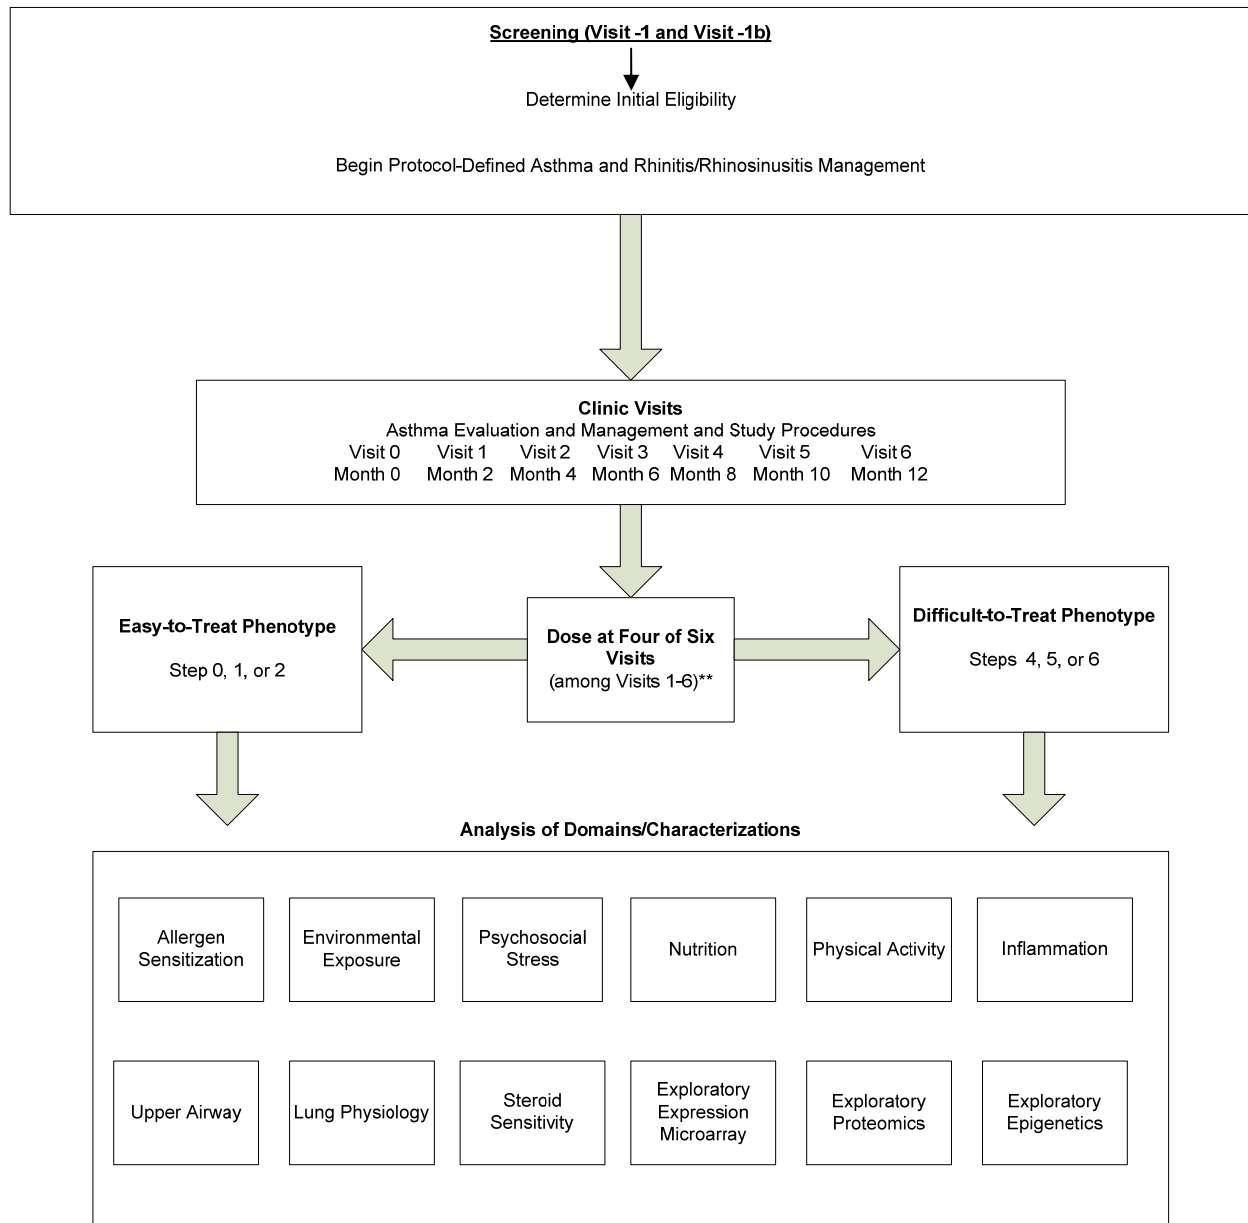 Screening (Visit -1 and Visit -1b)
Determine Initial Eligibility
Begin Protocol-Defined Asthma and Rhinitis/Rhinosinusitis Management
Clinic Visits
Asthma Evaluation and Management and Study Procedures
Visit 0 Visit 1 Visit 2 Visit 3 Visit 4 Visit 5 Visit 6
Month 0 Month 2 Month 4 Month 6 Month 8 Month 10 Month 12
Easy-to-Treat Phenotype
Step 0, 1, or 2
Dose at Four of Six
Visits
(among Visits 1-6)**
Difficult-to-Treat Phenotype
Steps 4, 5, or 6
Analysis of Domains/Characterizations
Allergen
Sensitization
Environmental
Exposure
Psychosocial
Stress
Nutrition
Physical Activity
Inflammation
Upper Airway
Lung Physiology
Steroid
Sensitivity
Exploratory
Expression
Microarray
Exploratory
Proteomics
Exploratory
Epigenetics